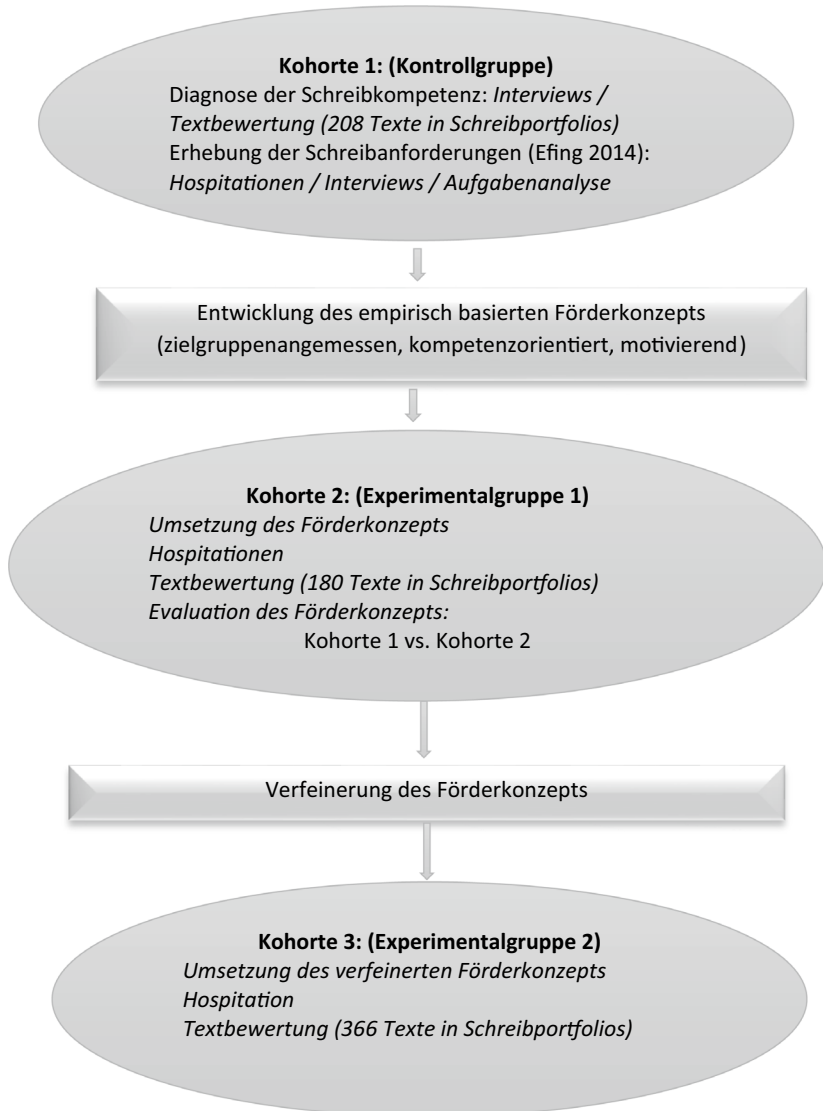 Kohorte 1: (Kontrollgruppe)
Diagnose der Schreibkompetenz: Interviews /
Textbewertung (208 Texte in Schreibportfolios)
Erhebung der Schreibanforderungen (Efing 2014):
Hospitationen / Interviews / Aufgabenanalyse
Entwicklung des empirisch basierten Förderkonzepts
(zielgruppenangemessen, kompetenzorientiert, motivierend)
Kohorte 2: (Experimentalgruppe 1)
Umsetzung des Förderkonzepts
Hospitationen
Textbewertung (180 Texte in Schreibportfolios)
Evaluation des Förderkonzepts:
Kohorte 1 vs. Kohorte 2
Verfeinerung des Förderkonzepts
Kohorte 3: (Experimentalgruppe 2)
Umsetzung des verfeinerten Förderkonzepts
Hospitation
Textbewertung (366 Texte in Schreibportfolios)